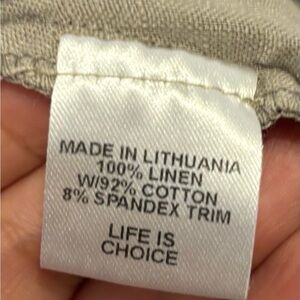 MADE IN LITHUANIA
100% LINEN
W/92% COTTON
8% SPANDEX TRIM
LIFE IS
CHOICE